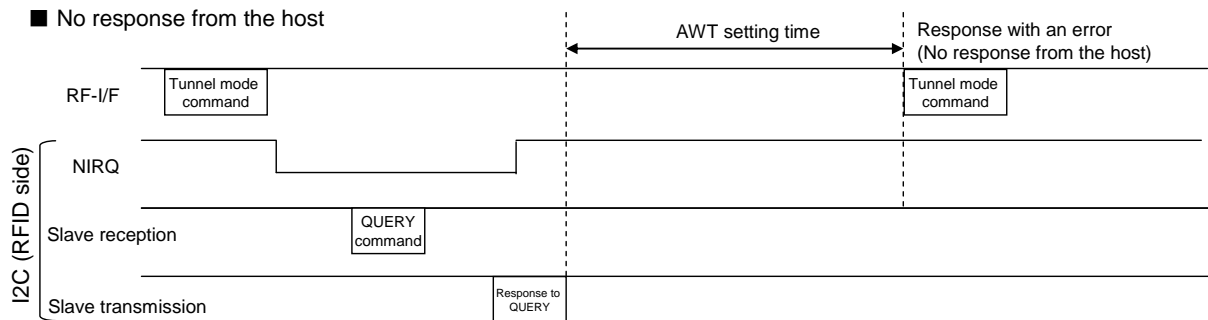 ■ No response from the host
AWT setting time
Response with an error
(No response from the host)
RF-I/F
Tunnel mode
command
Tunnel mode
command
I2C (RFID side)
NIRQ
Slave reception
QUERY
command
Slave transmission
Response to
QUERY